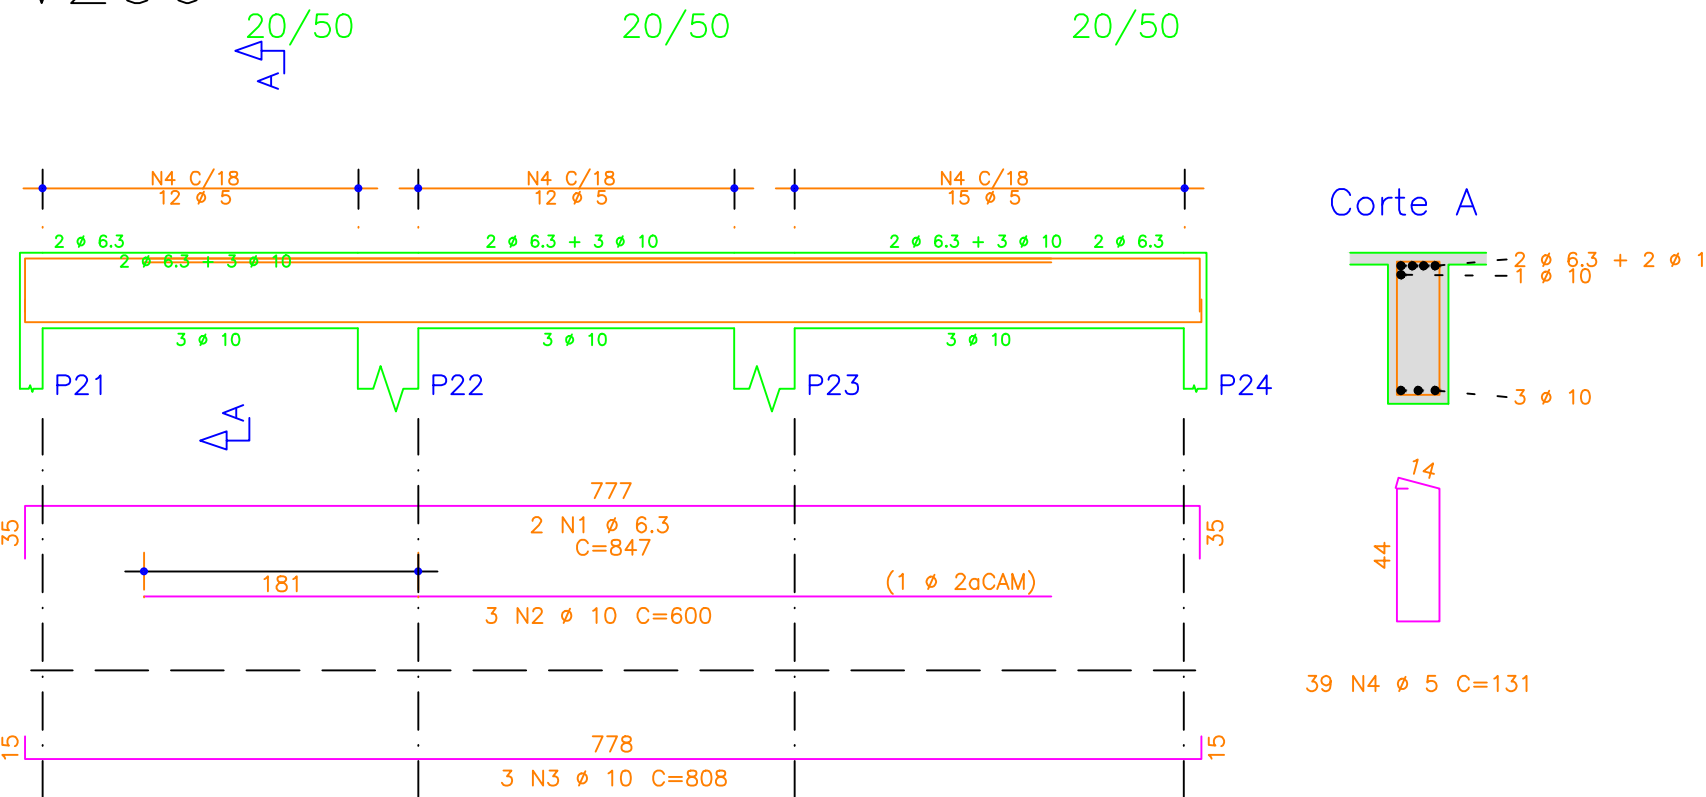 20/50
20/50
20/50
A
N4 C/18
12 ø 5
N4 C/18
12 ø 5
N4 C/18
15 ø 5
Corte A
2 ø 6.3
2 ø 6.3 + 3 ø 10
2 ø 6.3 + 3 ø 10
2 ø 6.3
2 ø 6.3 + 3 ø 10
2 ø 6.3 + 2 ø 1
1 ø 10
3 ø 10
3 ø 10
3 ø 10
P21
P22
P23
P24
3 ø 10
A
14
777
35
2 N1 ø 6.3
35
C=847
44
181
(1 ø 2aCAM)
3 N2 ø 10 C=600
39 N4 ø 5 C=131
15
778
15
3 N3 ø 10 C=808